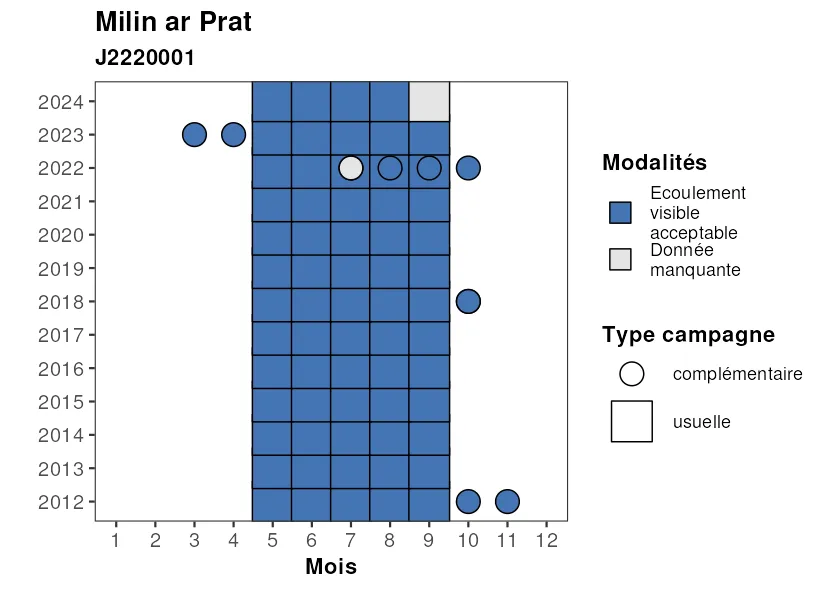 Milin ar Prat
J2220001
2024
2023
2022
2021
2020
2019
2018
2017
2016
2015
2014
2013
2012
1 2 3 4 5 6 7 8 9 10 11 12
Mois
Modalités
Ecoulement
visible
acceptable
Donnée
manquante
Type campagne
complémentaire
usuelle